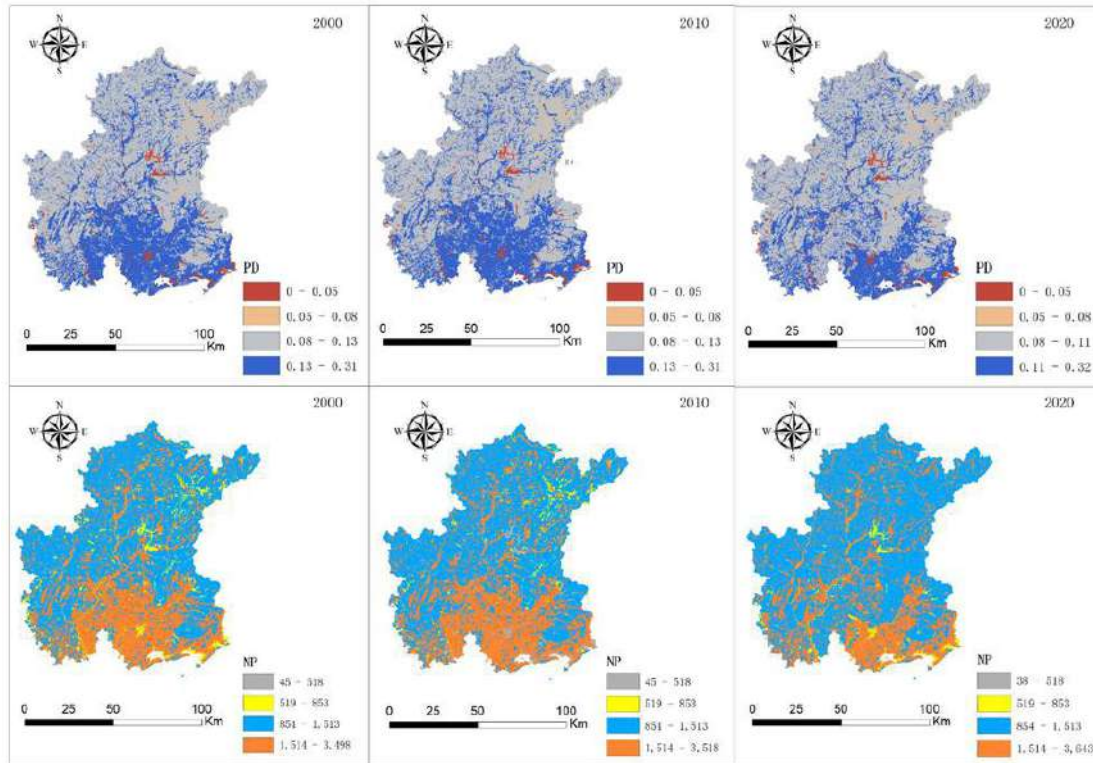 N
2000
W E
S
PD
0 - 0.05
0.05 - 0.08
0.08 - 0.13
0.13 - 0.31
0 25 50 100
Km
N
2010
W E
S
PD
0 - 0.05
0.05 - 0.08
0.08 - 0.13
0.13 - 0.31
0 25 50 100
Km
N
2020
W E
S
PD
0 - 0.05
0.05 - 0.08
0.08 - 0.11
0.11 - 0.32
0 25 50 100
Km
N
2000
W E
S
NP
45 - 518
519 - 853
851 - 1,513
1,514 - 3,498
0 25 50 100
Km
N
2010
W E
S
NP
45 - 518
519 - 853
851 - 1,513
1,514 - 3,518
0 25 50 100
Km
N
2020
W E
S
NP
38 - 518
519 - 853
854 - 1,513
1,514 - 3,643
0 25 50 100
Km